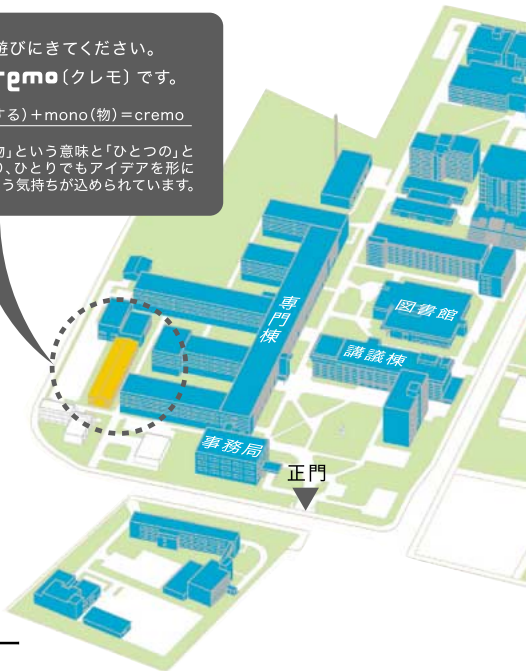 遊びにきてください。
cremo〔クレモ〕です。
する)+mono(物)=cremo
物」という意味と「ひとつの」と
り、ひとりでもアイデアを形に
う気持ちが込められています。
専門棟
図書館
講議棟
事務局
正門